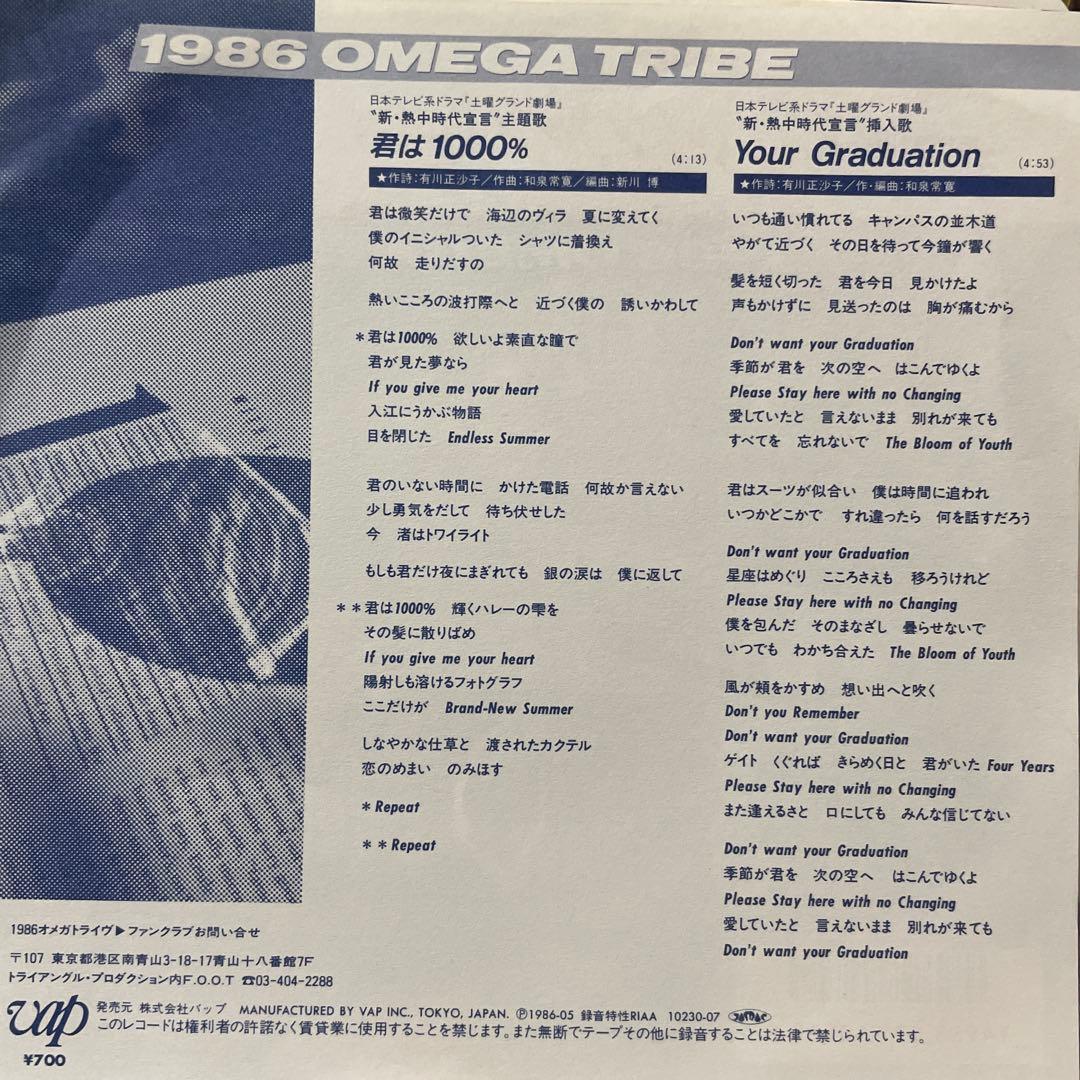 1986 OMEGA TRIBE
日本テレビ系ドラマ『土曜グランド劇場』
"新・熱中時代宣言"主題歌
君は1000%
(4:13)
★作詩:有川正沙子/作曲:和泉常寛/編曲:新川 博
君は微笑だけで 海辺のヴィラ 夏に変えてく
僕のイニシャルついた シャツに着換え
何故 走りだすの
熱いこころの波打際へと 近づく僕の 誘いかわして
*君は1000% 欲しいよ素直な瞳で
君が見た夢なら
If you give me your heart
入江にうかぶ物語
目を閉じた Endless Summer
君のいない時間に かけた電話 何故か言えない
少し勇気をだして 待ち伏せした
今 渚はトワイライト
もしも君だけ夜にまぎれても 銀の涙は 僕に返して
**君は1000% 輝くハレーの雫を
その髪に散りばめ
If you give me your heart
陽射しも溶けるフォトグラフ
ここだけが Brand-New Summer
しなやかな仕草と 渡されたカクテル
恋のめまい のみほす
*Repeat
**Repeat
日本テレビ系ドラマ『土曜グランド劇場』
"新・熱中時代宣言"挿入歌
Your Graduation
(4:53)
★作詩:有川正沙子/作・編曲:和泉常寛
いつも通い慣れてる キャンパスの並木道
やがて近づく その日を待って今鐘が響く
髪を短く切った 君を今日 見かけたよ
声もかけずに 見送ったのは 胸が痛むから
Don't want your Graduation
季節が君を 次の空へ はこんでゆくよ
Please Stay here with no Changing
愛していたと 言えないまま 別れが来ても
すべてを 忘れないで The Bloom of Youth
君はスーツが似合い 僕は時間に追われ
いつかどこかで すれ違ったら 何を話すだろう
Don't want your Graduation
星座はめぐり こころさえも 移ろうけれど
Please Stay here with no Changing
僕を包んだ そのまなざし 曇らせないで
いつでも わかち合えた The Bloom of Youth
風が頬をかすめ 想い出へと吹く
Don't you Remember
Don't want your Graduation
ゲイト くぐれば きらめく日と 君がいた Four Years
Please Stay here with no Changing
また逢えるさと 口にしても みんな信じてない
Don't want your Graduation
季節が君を 次の空へ はこんでゆくよ
Please Stay here with no Changing
愛していたと 言えないまま 別れが来ても
Don't want your Graduation
1986オメガトライヴ▶ファンクラブお問い合せ
〒107 東京都港区南青山3-18-17青山十八番館7F
トライアングル・プロダクション内F.O.O.T ☎03-404-2288
vap
発売元 株式会社バップ MANUFACTURED BY VAP INC., TOKYO, JAPAN. Ⓟ1986-05 録音特性RIAA 10230-07 JASRAC
このレコードは権利者の許諾なく賃貸業に使用することを禁じます。また無断でテープその他に録音することは法律で禁じられています。
¥700